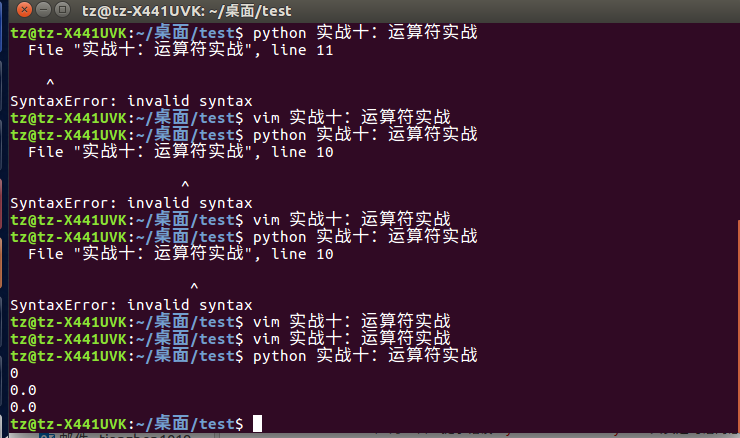 tz@tz-X441UVK: ~/桌面/test
tz@tz-X441UVK:~/桌面/test$ python 实战十：运算符实战
  File "实战十：运算符实战", line 11
    ^
SyntaxError: invalid syntax
tz@tz-X441UVK:~/桌面/test$ vim 实战十：运算符实战
tz@tz-X441UVK:~/桌面/test$ python 实战十：运算符实战
  File "实战十：运算符实战", line 10
                   ^
SyntaxError: invalid syntax
tz@tz-X441UVK:~/桌面/test$ vim 实战十：运算符实战
tz@tz-X441UVK:~/桌面/test$ python 实战十：运算符实战
  File "实战十：运算符实战", line 10
                    ^
SyntaxError: invalid syntax
tz@tz-X441UVK:~/桌面/test$ vim 实战十：运算符实战
tz@tz-X441UVK:~/桌面/test$ vim 实战十：运算符实战
tz@tz-X441UVK:~/桌面/test$ python 实战十：运算符实战
0
0.0
0.0
tz@tz-X441UVK:~/桌面/test$